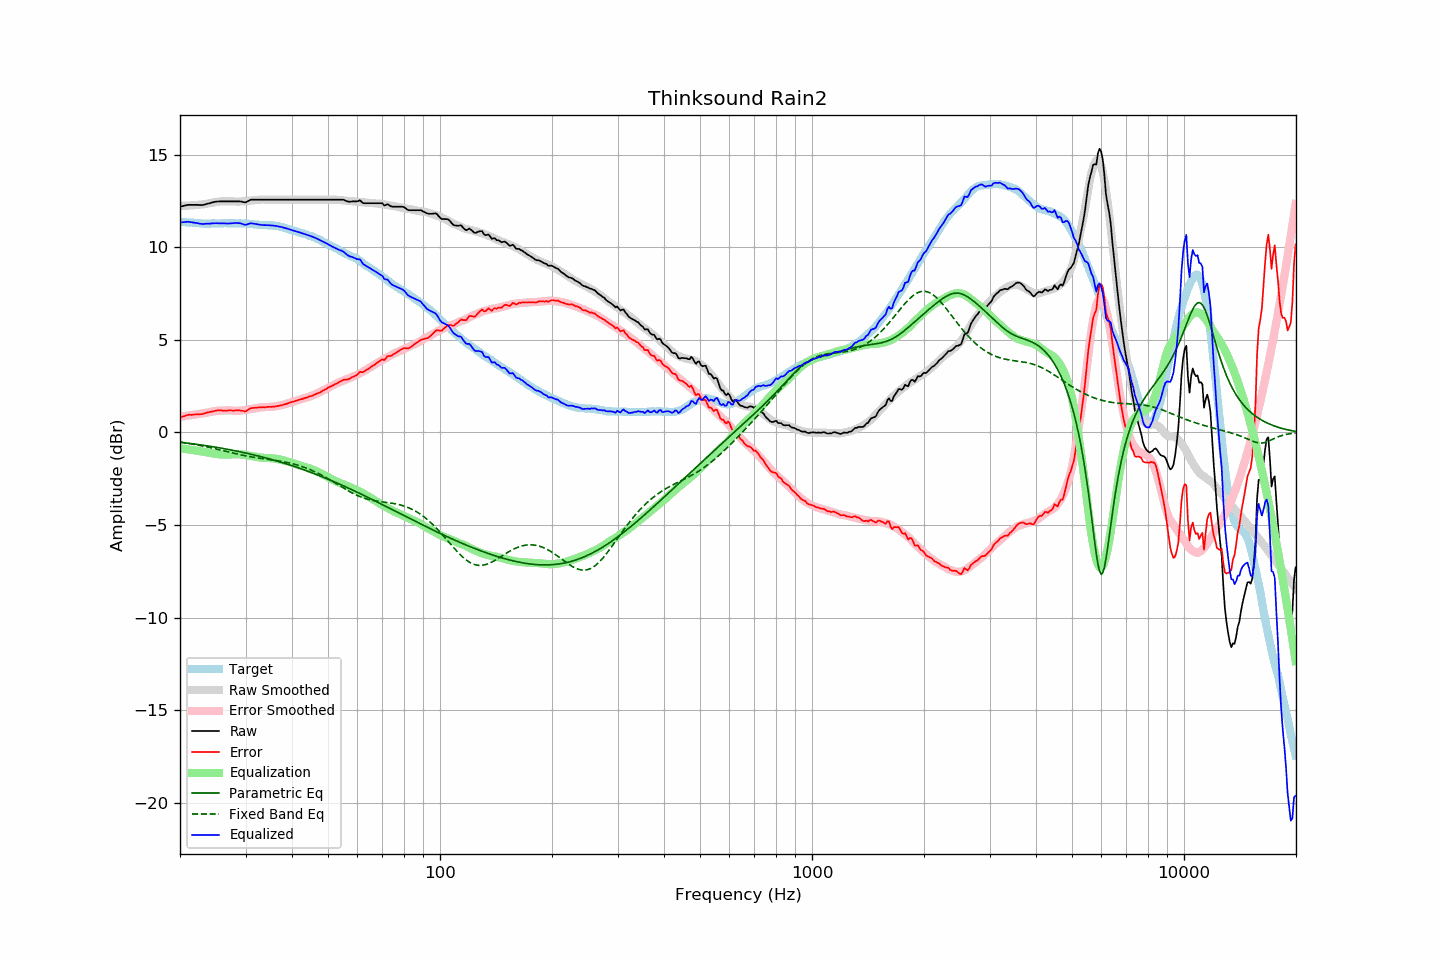 Thinksound Rain2
Amplitude (dBr)
15
10
5
0
−5
−10
−15
−20
Target
Raw Smoothed
Error Smoothed
Raw
Error
Equalization
Parametric Eq
Fixed Band Eq
Equalized
100
1000
10000
Frequency (Hz)